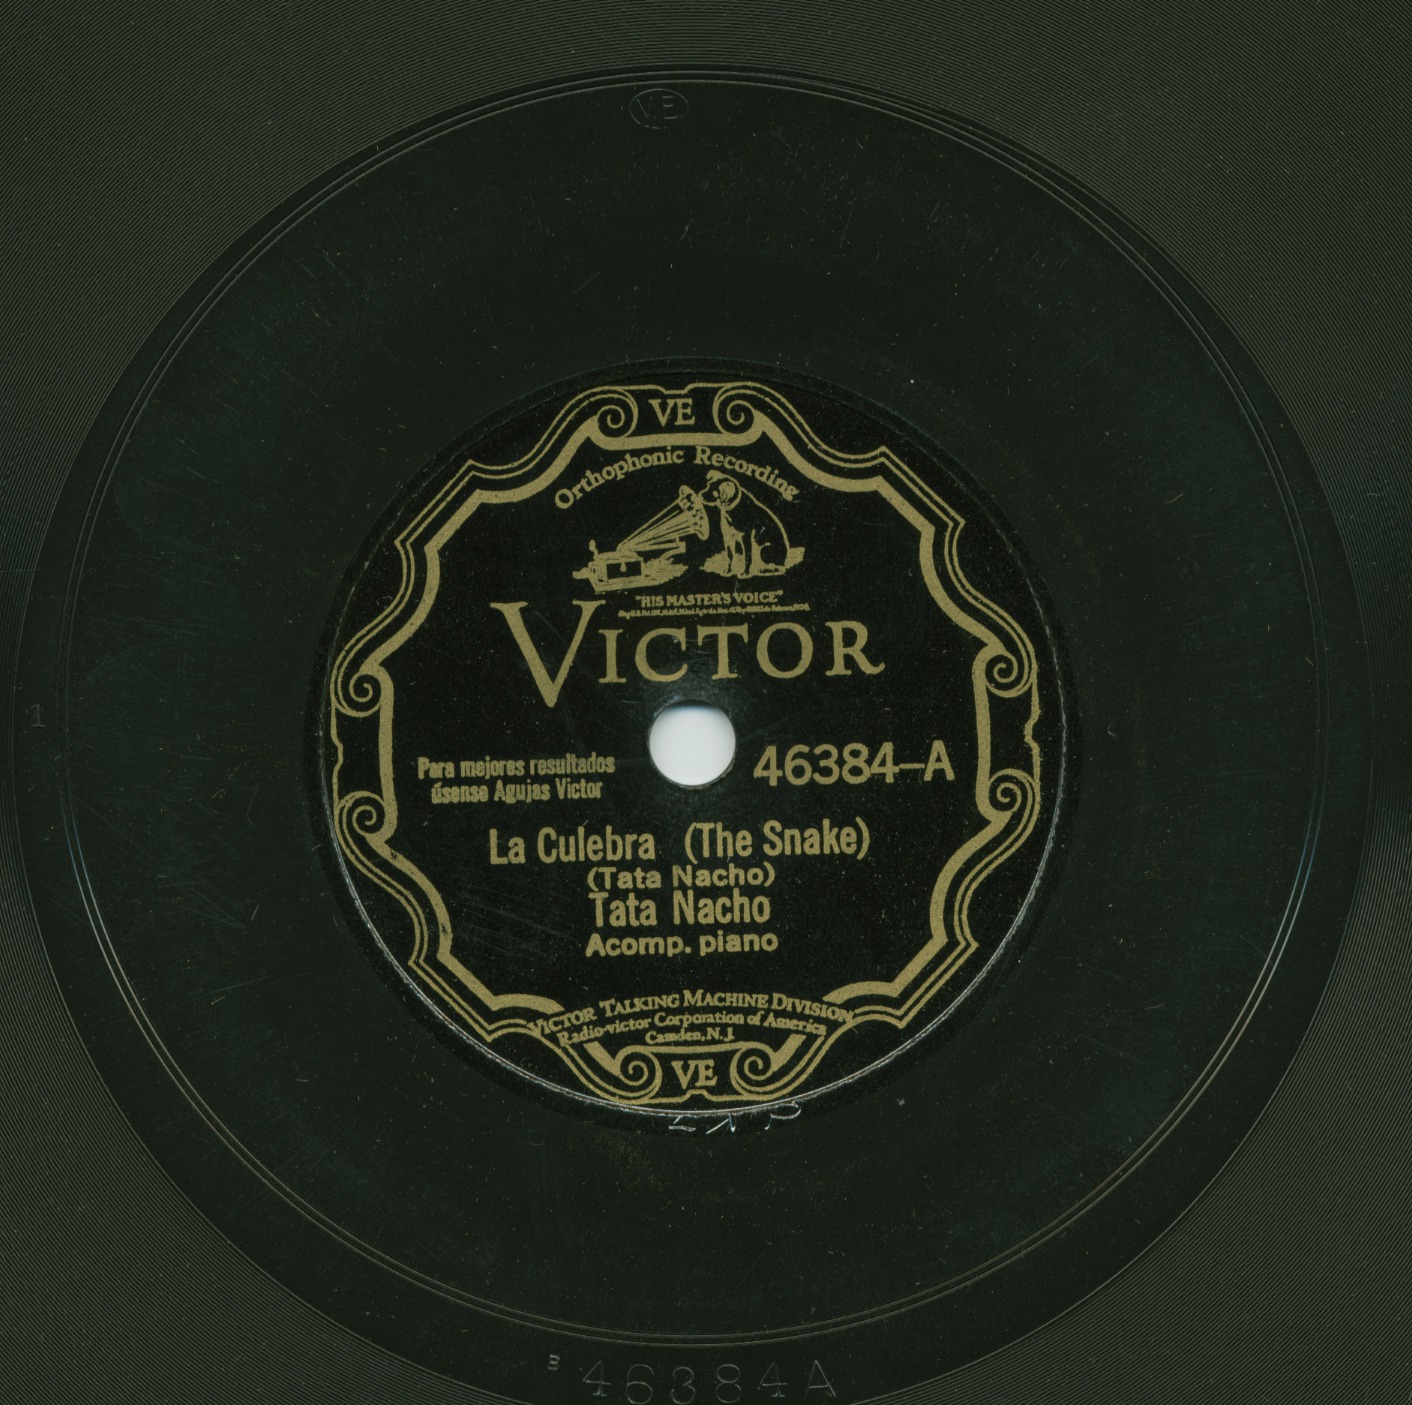 VE
VE
Orthophonic Recording
"HIS MASTER'S VOICE"
VICTOR
1
46384-A
Para mejores resultados
úsense Agujas Victor
La Culebra (The Snake)
(Tata Nacho)
Tata Nacho
Acomp. piano
VICTOR TALKING MACHINE DIVISION
Radio-victor Corporation of America
Camden, N.J.
VE
B 46384A